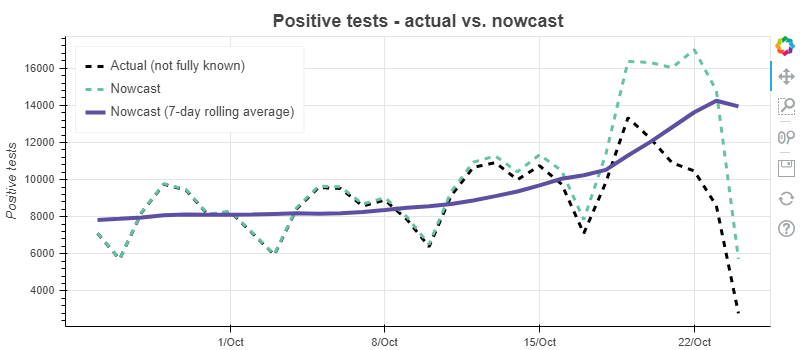 Positive tests - actual vs. nowcast
Actual (not fully known)
Nowcast
Nowcast (7-day rolling average)
Positive tests
16000
14000
12000
10000
8000
6000
4000
1/Oct
8/Oct
15/Oct
22/Oct